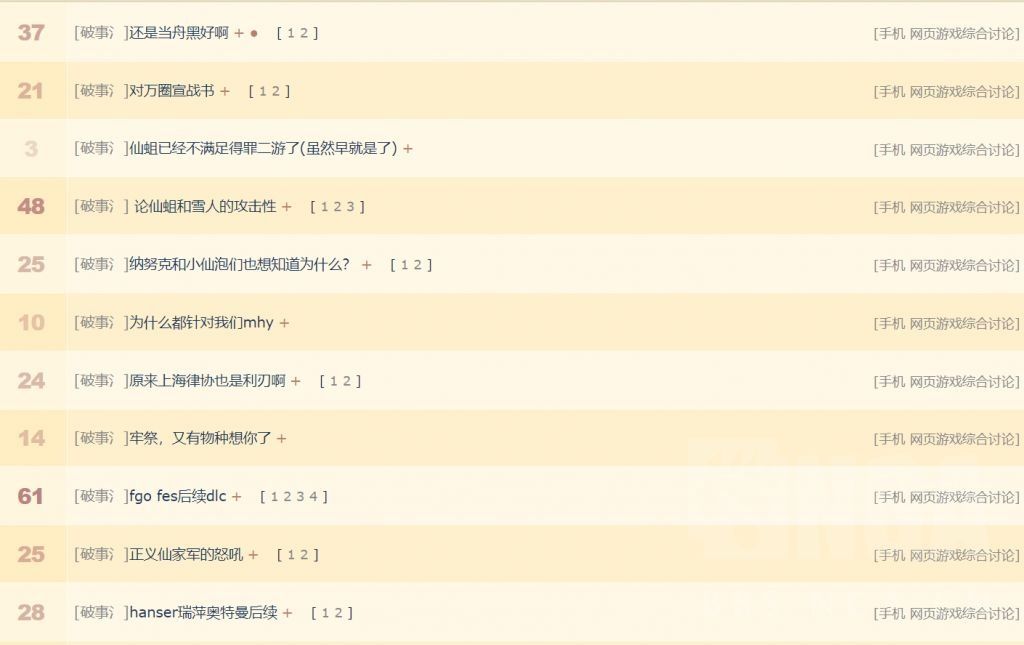 37 [破事氵]还是当舟黑好啊 + ● [ 1 2 ] [手机 网页游戏综合讨论]
21 [破事氵]对万圈宣战书 + [ 1 2 ] [手机 网页游戏综合讨论]
3 [破事氵]仙蛆已经不满足得罪二游了(虽然早就是了) + [手机 网页游戏综合讨论]
48 [破事氵] 论仙蛆和雪人的攻击性 + [ 1 2 3 ] [手机 网页游戏综合讨论]
25 [破事氵]纳努克和小仙泡们也想知道为什么? + [ 1 2 ] [手机 网页游戏综合讨论]
10 [破事氵]为什么都针对我们mhy + [手机 网页游戏综合讨论]
24 [破事氵]原来上海律协也是利刃啊 + [ 1 2 ] [手机 网页游戏综合讨论]
14 [破事氵]牢祭，又有物种想你了 + [手机 网页游戏综合讨论]
61 [破事氵]fgo fes后续dlc + [ 1 2 3 4 ] [手机 网页游戏综合讨论]
25 [破事氵]正义仙家军的怒吼 + [ 1 2 ] [手机 网页游戏综合讨论]
28 [破事氵]hanser瑞萍奥特曼后续 + [ 1 2 ] [手机 网页游戏综合讨论]